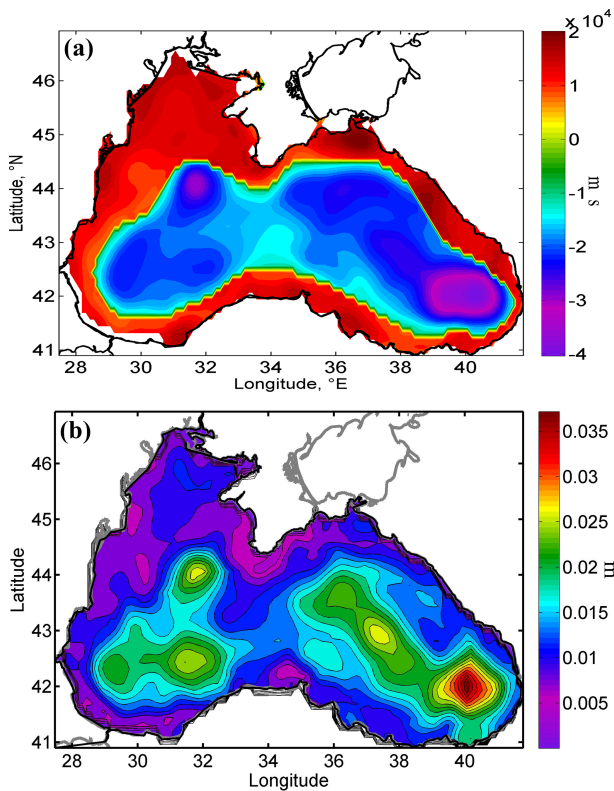 (a)
x 10⁴
46
45
44
43
42
41
Latitude, °N
28 30 32 34 36 38 40
Longitude, °E
2
1
0
-1
-2
-3
-4
m s
(b)
46
45
44
43
42
41
Latitude
28 30 32 34 36 38 40
Longitude
0.035
0.03
0.025
0.02
0.015
0.01
0.005
m